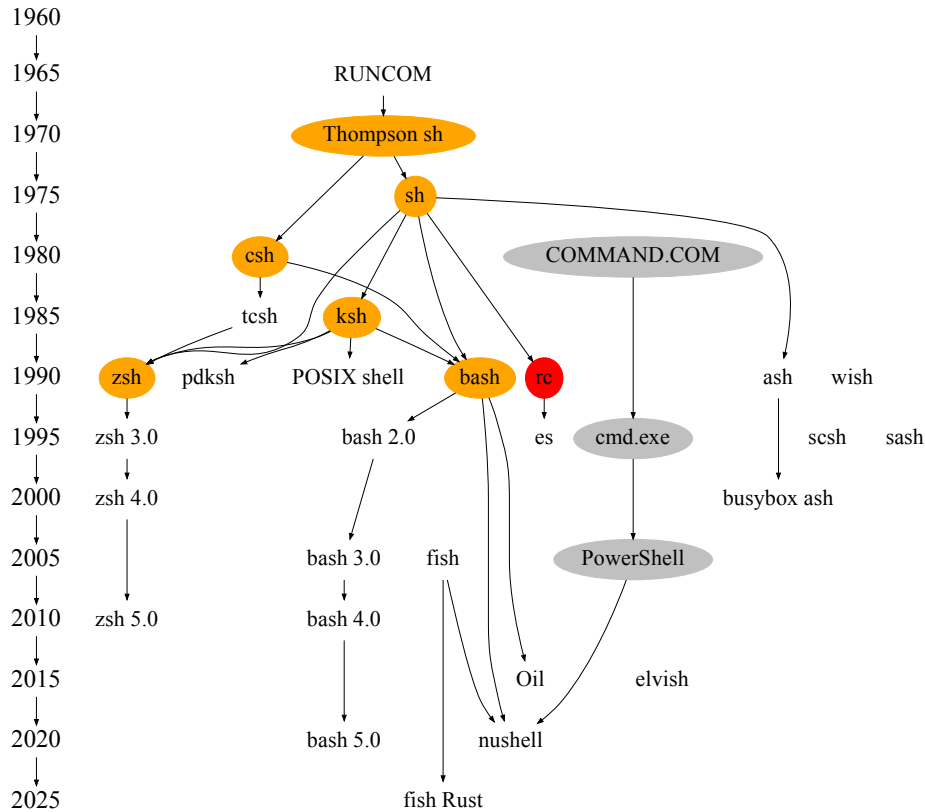 1960
1965 RUNCOM
1970 Thompson sh
1975 sh
1980 csh COMMAND.COM
1985 tcsh ksh
1990 zsh pdksh POSIX shell bash rc ash wish
1995 zsh 3.0 bash 2.0 es cmd.exe scsh sash
2000 zsh 4.0 busybox ash
2005 bash 3.0 fish PowerShell
2010 zsh 5.0 bash 4.0
2015 Oil elvish
2020 bash 5.0 nushell
2025 fish Rust